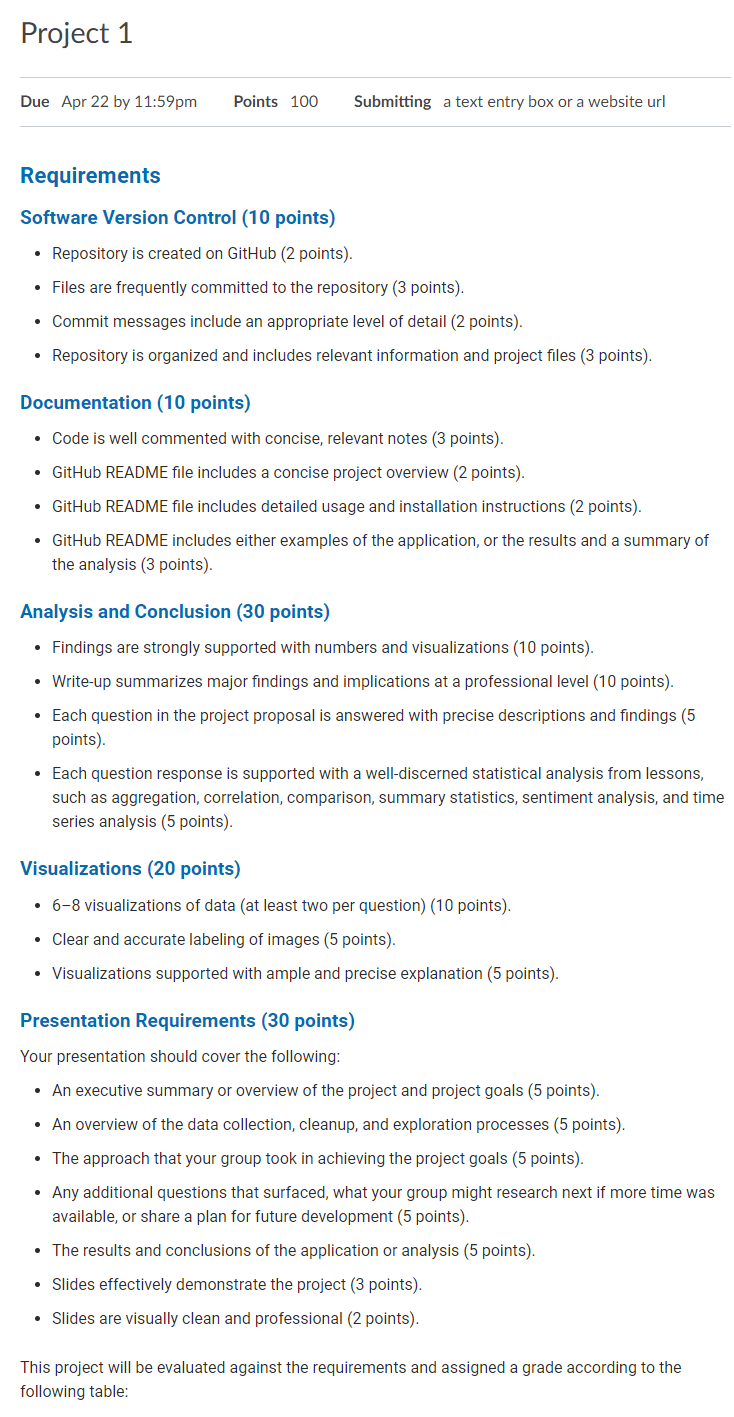 Project 1
Due Apr 22 by 11:59pm Points 100 Submitting a text entry box or a website url
Requirements
Software Version Control (10 points)
• Repository is created on GitHub (2 points).
• Files are frequently committed to the repository (3 points).
• Commit messages include an appropriate level of detail (2 points).
• Repository is organized and includes relevant information and project files (3 points).
Documentation (10 points)
• Code is well commented with concise, relevant notes (3 points).
• GitHub README file includes a concise project overview (2 points).
• GitHub README file includes detailed usage and installation instructions (2 points).
• GitHub README includes either examples of the application, or the results and a summary of
the analysis (3 points).
Analysis and Conclusion (30 points)
• Findings are strongly supported with numbers and visualizations (10 points).
• Write-up summarizes major findings and implications at a professional level (10 points).
• Each question in the project proposal is answered with precise descriptions and findings (5
points).
• Each question response is supported with a well-discerned statistical analysis from lessons,
such as aggregation, correlation, comparison, summary statistics, sentiment analysis, and time
series analysis (5 points).
Visualizations (20 points)
• 6–8 visualizations of data (at least two per question) (10 points).
• Clear and accurate labeling of images (5 points).
• Visualizations supported with ample and precise explanation (5 points).
Presentation Requirements (30 points)
Your presentation should cover the following:
• An executive summary or overview of the project and project goals (5 points).
• An overview of the data collection, cleanup, and exploration processes (5 points).
• The approach that your group took in achieving the project goals (5 points).
• Any additional questions that surfaced, what your group might research next if more time was
available, or share a plan for future development (5 points).
• The results and conclusions of the application or analysis (5 points).
• Slides effectively demonstrate the project (3 points).
• Slides are visually clean and professional (2 points).
This project will be evaluated against the requirements and assigned a grade according to the
following table: